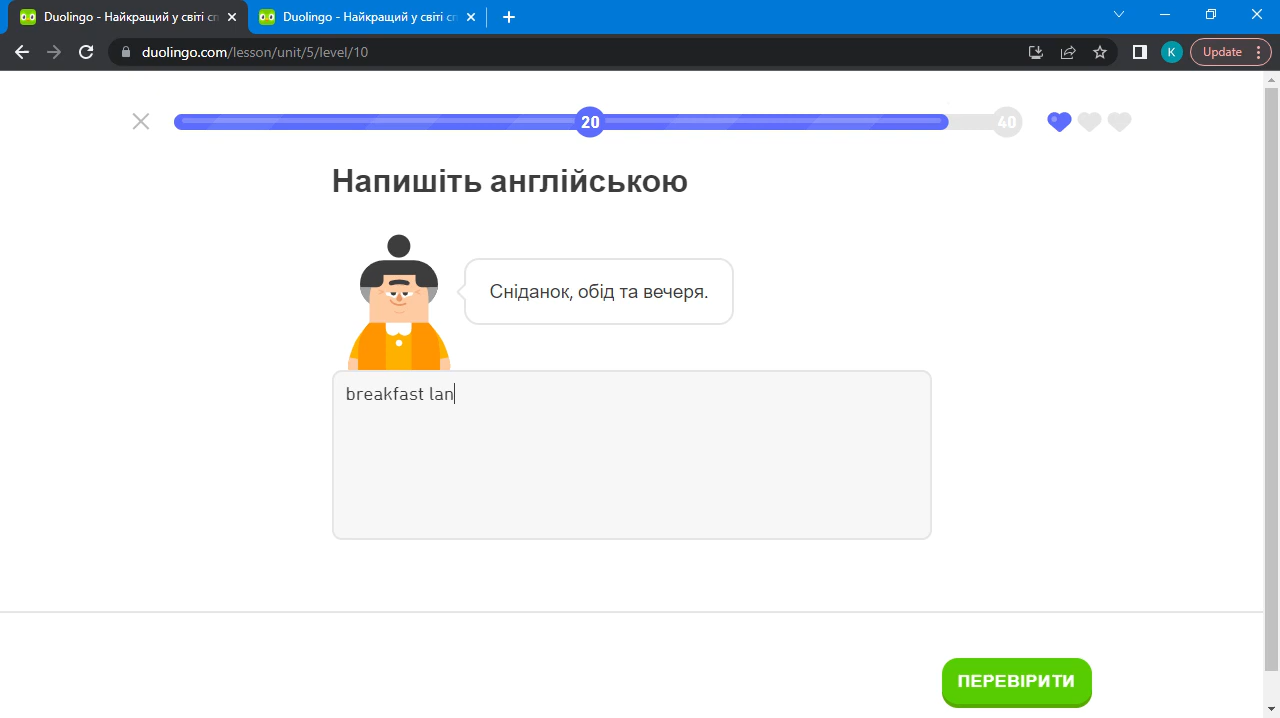 Duolingo - Найкращий у світі сп
Duolingo - Найкращий у світі сп
duolingo.com/lesson/unit/5/level/10
K
Update
20
40
Напишіть англійською
Сніданок, обід та вечеря.
breakfast lan
ПЕРЕВІРИТИ